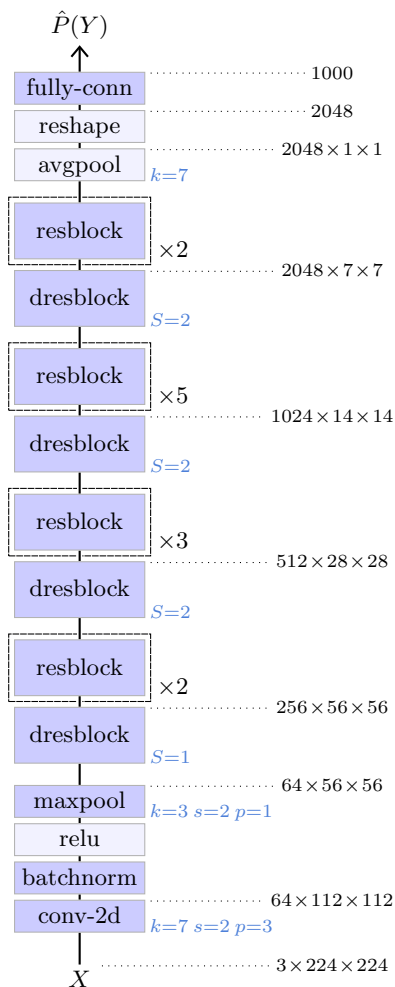 P̂(Y)
fully-conn
1000
reshape
2048
avgpool
k=7
2048×1×1
resblock
×2
dresblock
S=2
2048×7×7
resblock
×5
dresblock
S=2
1024×14×14
resblock
×3
dresblock
S=2
512×28×28
resblock
×2
dresblock
S=1
256×56×56
maxpool
k=3 s=2 p=1
64×56×56
relu
batchnorm
conv-2d
k=7 s=2 p=3
64×112×112
X
3×224×224